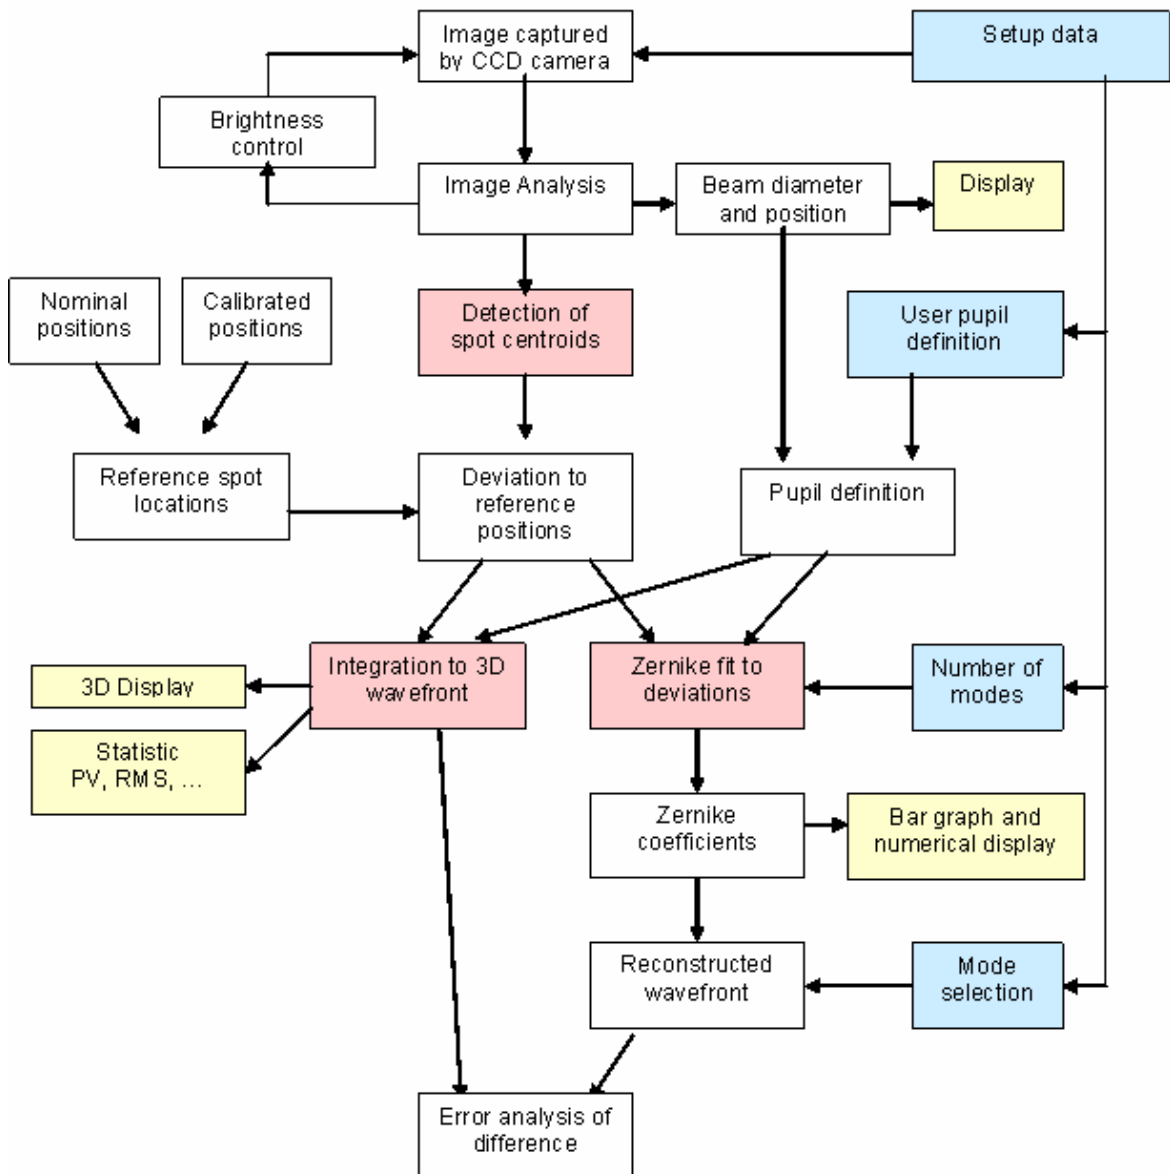 Image captured
by CCD camera
Setup data
Brightness
control
Image Analysis
Beam diameter
and position
Display
Nominal
positions
Calibrated
positions
Detection of
spot centroids
User pupil
definition
Reference spot
locations
Deviation to
reference
positions
Pupil definition
3D Display
Integration to 3D
wavefront
Zernike fit to
deviations
Number of
modes
Statistic
PV, RMS, ...
Zernike
coefficients
Bar graph and
numerical display
Reconstructed
wavefront
Mode
selection
Error analysis of
difference